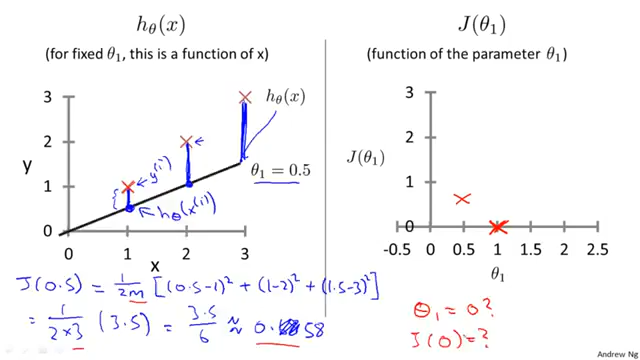 hθ(x)
(for fixed θ₁, this is a function of x)
3
2
1
0
y
0 1 2 3
x
hθ(x)
θ₁ = 0.5
y⁽ⁱ⁾
hθ(x⁽ⁱ⁾)
J(0.5) = 1/2m [(0.5-1)² + (1-2)² + (1.5-3)²]
= 1/(2×3) (3.5) = 3.5/6 ≈ 0.58
J(θ₁)
(function of the parameter θ₁)
3
2
1
0
J(θ₁)
-0.5 0 0.5 1 1.5 2 2.5
θ₁
θ₁ = 0?
J(0) = ?
Andrew Ng